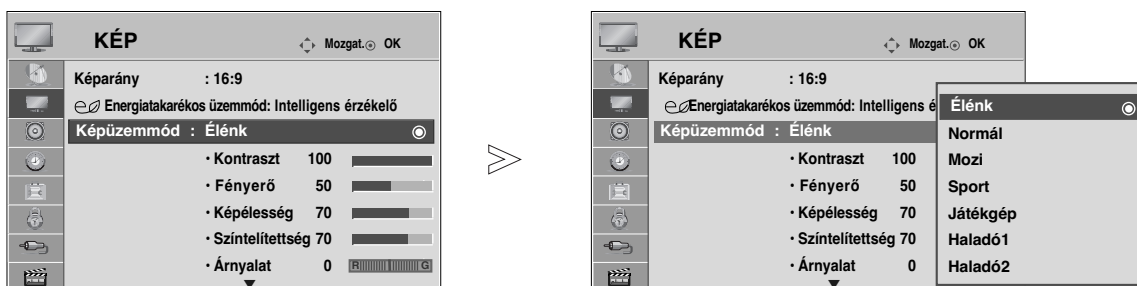 KÉP
Mozgat. OK
Képarány : 16:9
Energiatakarékos üzemmód: Intelligens érzékelő
Képüzemmód : Élénk
• Kontraszt 100
• Fényerő 50
• Képélesség 70
• Színtelítettség 70
• Árnyalat 0 R G
KÉP
Mozgat. OK
Képarány : 16:9
Energiatakarékos üzemmód: Intelligens é
Képüzemmód : Élénk
• Kontraszt 100
• Fényerő 50
• Képélesség 70
• Színtelítettség 70
• Árnyalat 0
Élénk
Normál
Mozi
Sport
Játékgép
Haladó1
Haladó2